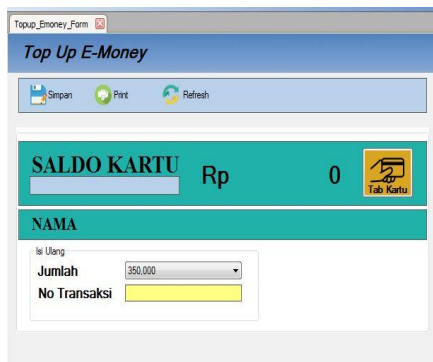 Topup_Emoney_Form
Top Up E-Money
Simpan Print Refresh
SALDO KARTU Rp 0
Tab Kartu
NAMA
Isi Ulang
Jumlah 350,000
No Transaksi